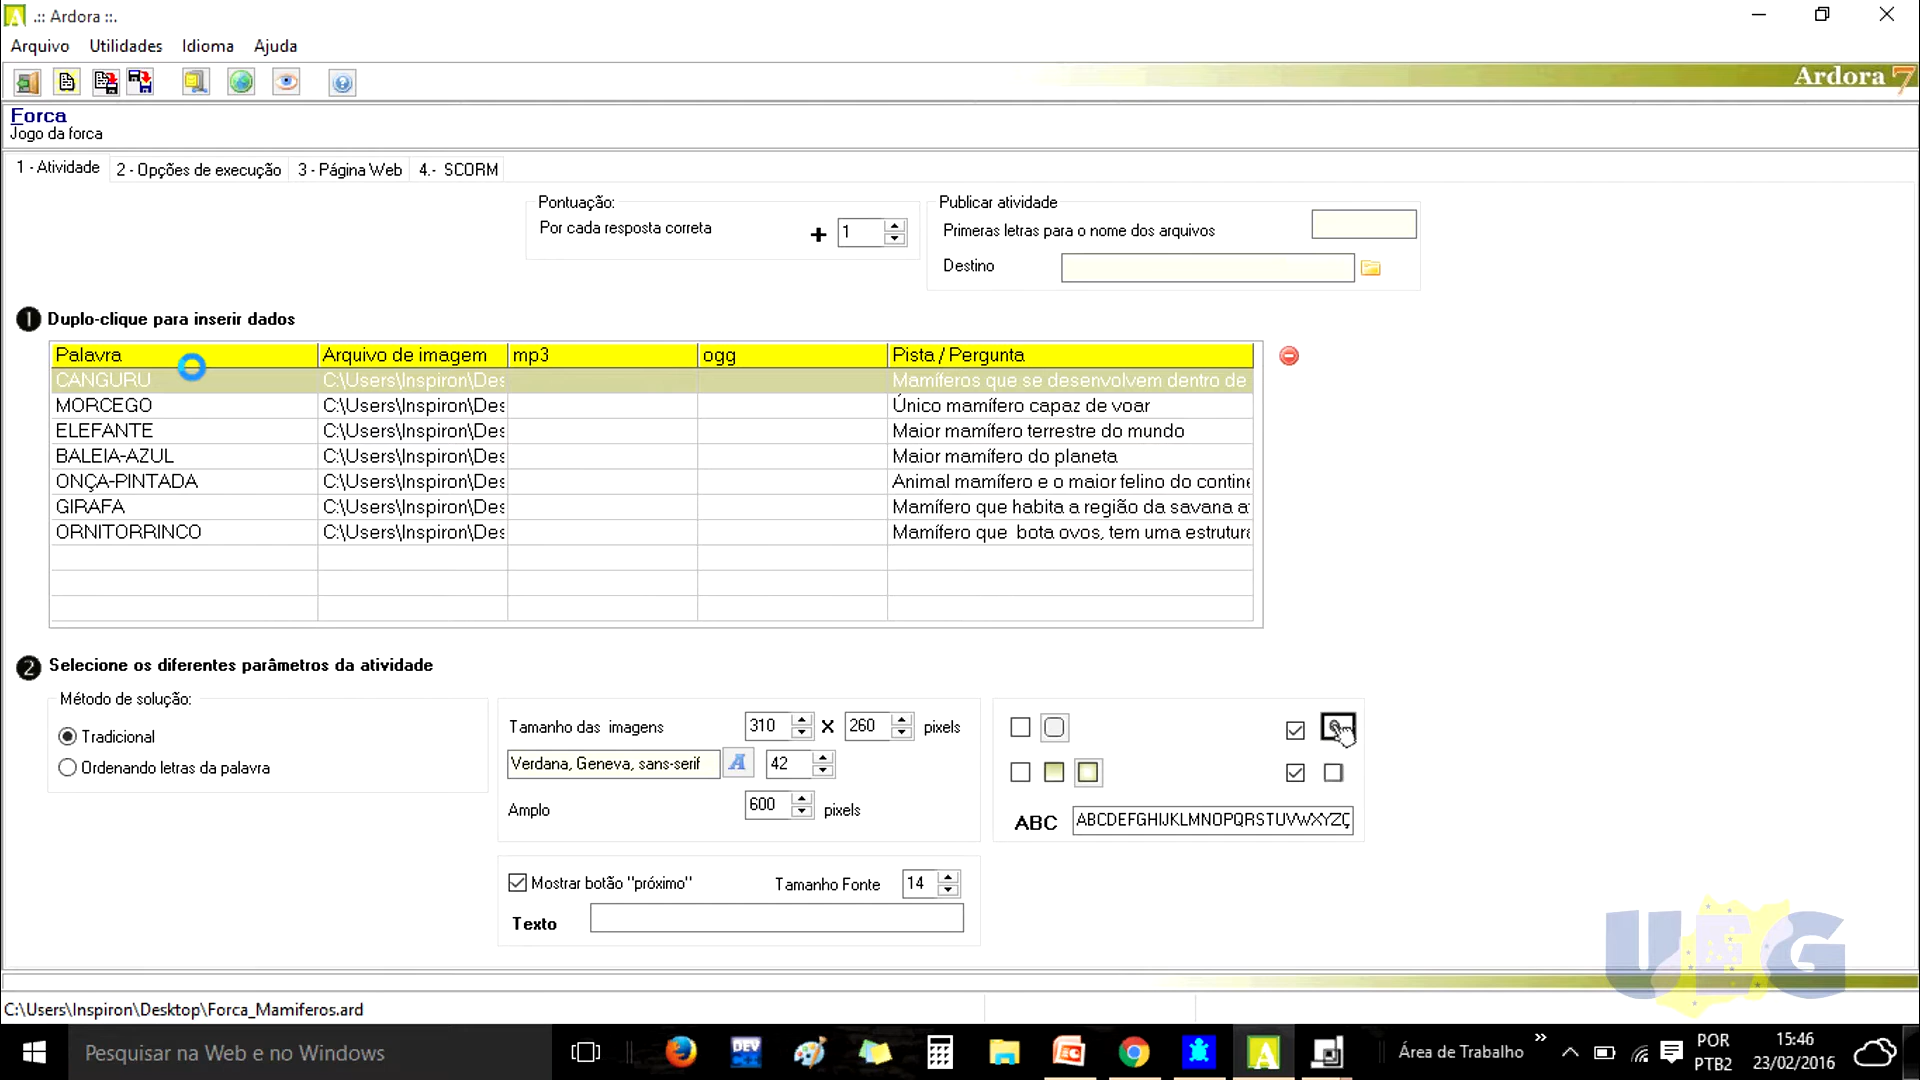 .:: Ardora ::.
Arquivo Utilidades Idioma Ajuda
Ardora 7
Forca
Jogo da forca
1 - Atividade 2 - Opções de execução 3 - Página Web 4.- SCORM
Pontuação:
Por cada resposta correta + 1
Publicar atividade
Primeras letras para o nome dos arquivos
Destino
1 Duplo-clique para inserir dados
Palavra Arquivo de imagem mp3 ogg Pista / Pergunta
CANGURU C:\Users\Inspiron\Des Mamíferos que se desenvolvem dentro de
MORCEGO C:\Users\Inspiron\Des Único mamífero capaz de voar
ELEFANTE C:\Users\Inspiron\Des Maior mamífero terrestre do mundo
BALEIA-AZUL C:\Users\Inspiron\Des Maior mamífero do planeta
ONÇA-PINTADA C:\Users\Inspiron\Des Animal mamífero e o maior felino do contine
GIRAFA C:\Users\Inspiron\Des Mamífero que habita a região da savana a
ORNITORRINCO C:\Users\Inspiron\Des Mamífero que bota ovos, tem uma estrutura
2 Selecione os diferentes parâmetros da atividade
Método de solução:
Tradicional
Ordenando letras da palavra
Tamanho das imagens 310 X 260 pixels
Verdana, Geneva, sans-serif A 42
Amplo 600 pixels
ABC ABCDEFGHIJKLMNOPQRSTUVWXYZÇ
Mostrar botão "próximo" Tamanho Fonte 14
Texto
UEG
C:\Users\Inspiron\Desktop\Forca_Mamiferos.ard
Pesquisar na Web e no Windows
DEV
A
Área de Trabalho
POR
PTB2
15:46
23/02/2016